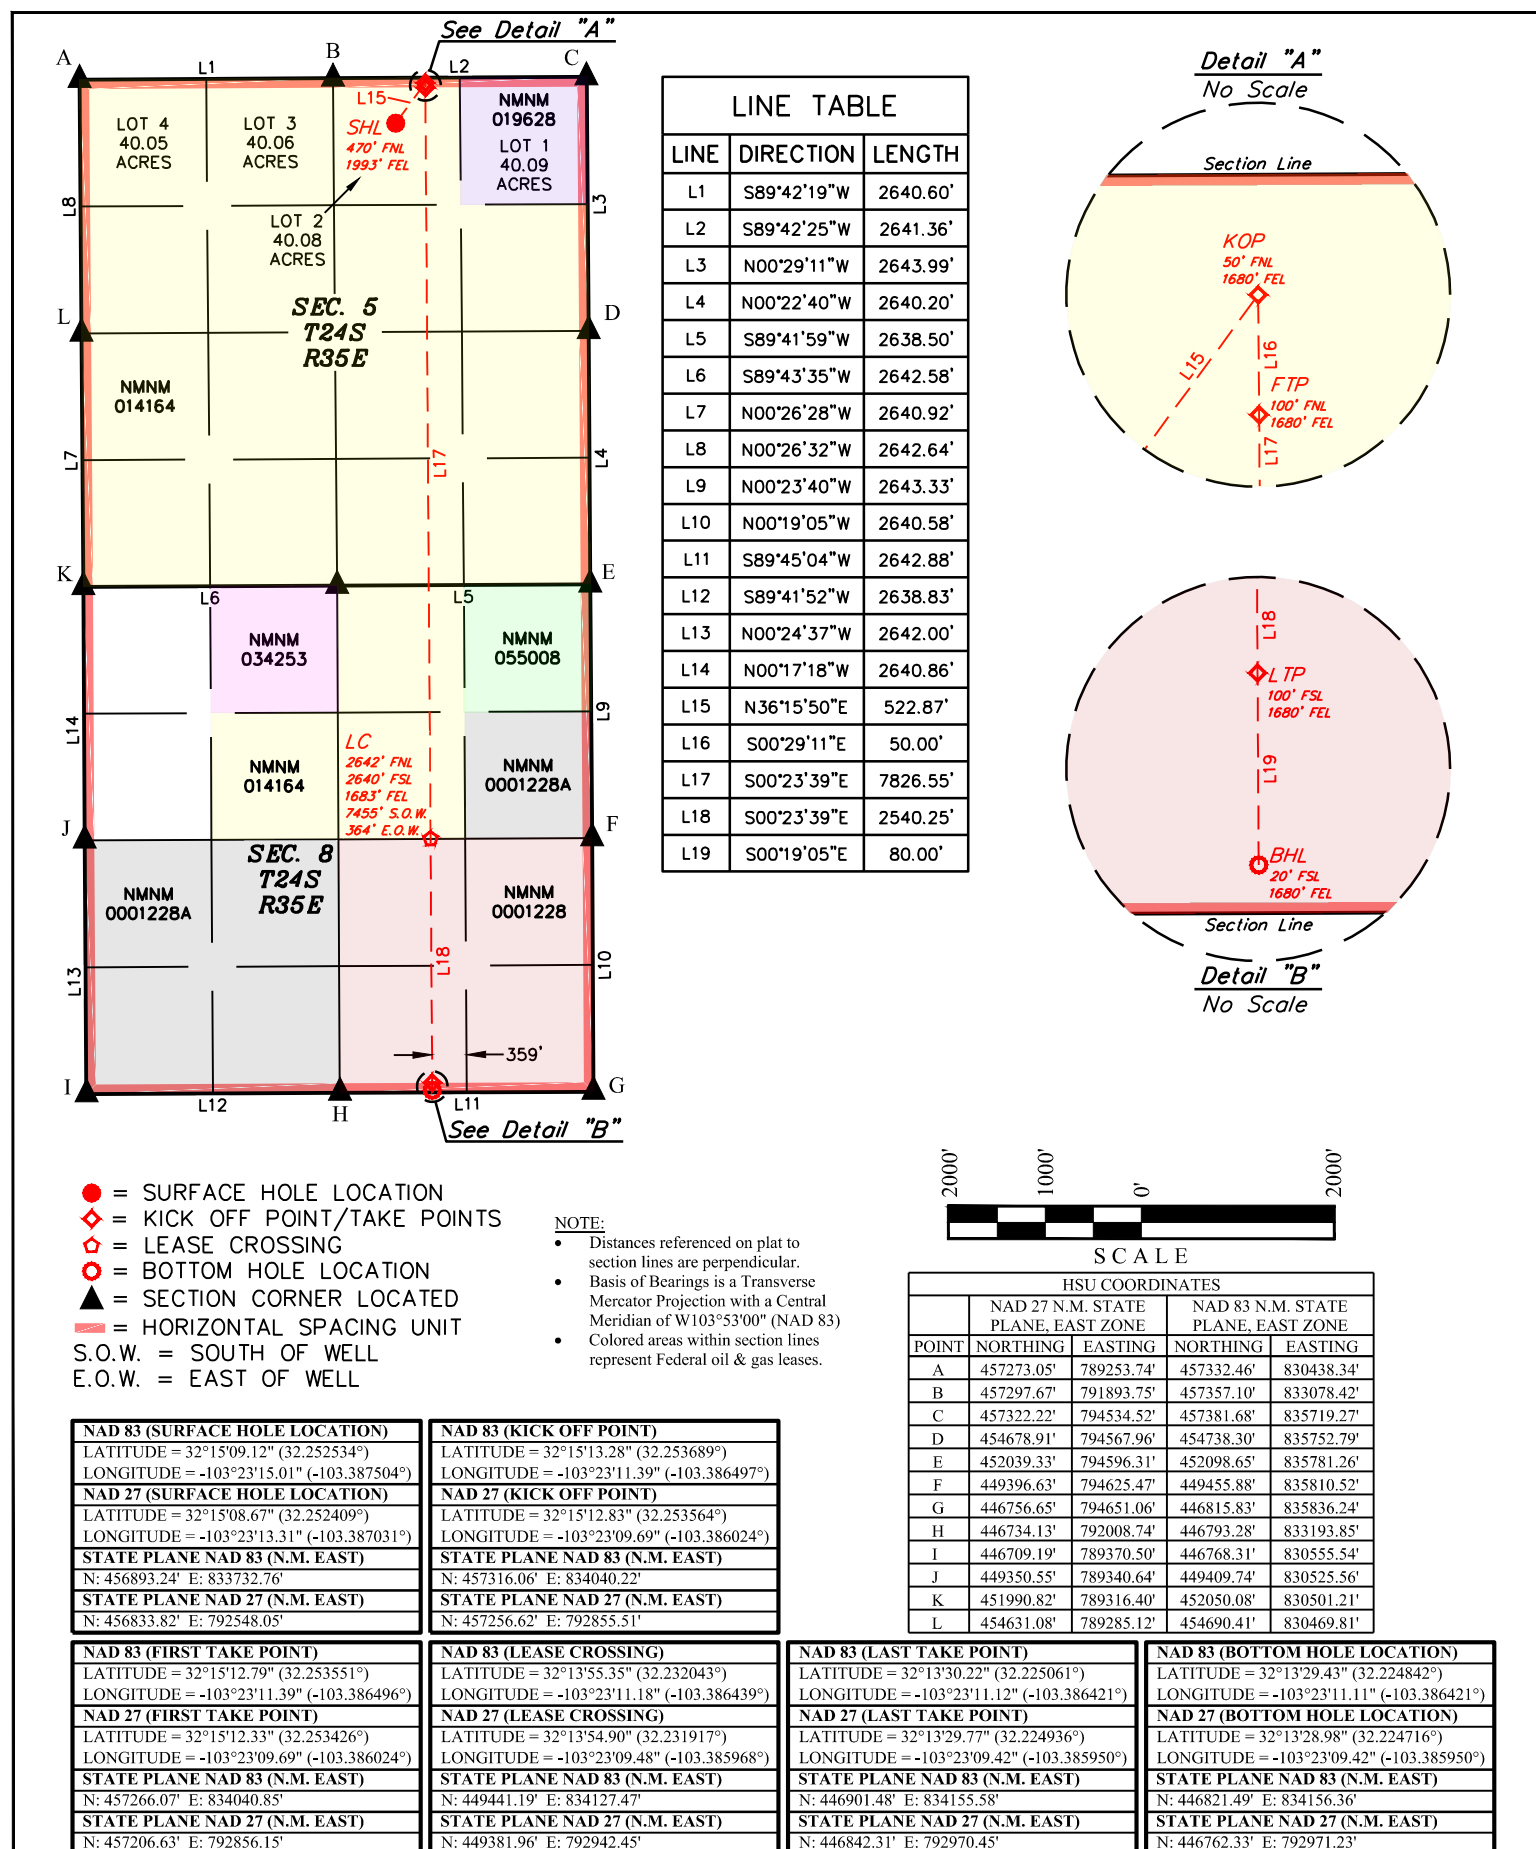 See Detail "A"
A
B
C
L1
L2
L15
SHL
470' FNL
1993' FEL
NMNM
019628
LOT 1
40.09
ACRES
LOT 4
40.05
ACRES
LOT 3
40.06
ACRES
LOT 2
40.08
ACRES
L8
L3
L
D
SEC. 5
T24S
R35E
NMNM
014164
L7
L17
L4
K
E
L6
L5
NMNM
034253
NMNM
055008
L14
L9
NMNM
014164
LC
2642' FNL
2640' FSL
1683' FEL
7455' S.O.W.
364' E.O.W.
NMNM
0001228A
J
F
SEC. 8
T24S
R35E
NMNM
0001228A
NMNM
0001228
L13
L18
L10
359'
I
H
G
L12
L11
See Detail "B"
LINE TABLE
LINE DIRECTION LENGTH
L1 S89°42'19"W 2640.60'
L2 S89°42'25"W 2641.36'
L3 N00°29'11"W 2643.99'
L4 N00°22'40"W 2640.20'
L5 S89°41'59"W 2638.50'
L6 S89°43'35"W 2642.58'
L7 N00°26'28"W 2640.92'
L8 N00°26'32"W 2642.64'
L9 N00°23'40"W 2643.33'
L10 N00°19'05"W 2640.58'
L11 S89°45'04"W 2642.88'
L12 S89°41'52"W 2638.83'
L13 N00°24'37"W 2642.00'
L14 N00°17'18"W 2640.86'
L15 N36°15'50"E 522.87'
L16 S00°29'11"E 50.00'
L17 S00°23'39"E 7826.55'
L18 S00°23'39"E 2540.25'
L19 S00°19'05"E 80.00'
Detail "A"
No Scale
Section Line
KOP
50' FNL
1680' FEL
L15
L16
FTP
100' FNL
1680' FEL
L17
L18
LTP
100' FSL
1680' FEL
L19
BHL
20' FSL
1680' FEL
Section Line
Detail "B"
No Scale
= SURFACE HOLE LOCATION
= KICK OFF POINT/TAKE POINTS
= LEASE CROSSING
= BOTTOM HOLE LOCATION
= SECTION CORNER LOCATED
= HORIZONTAL SPACING UNIT
S.O.W. = SOUTH OF WELL
E.O.W. = EAST OF WELL
NOTE:
• Distances referenced on plat to
section lines are perpendicular.
• Basis of Bearings is a Transverse
Mercator Projection with a Central
Meridian of W103°53'00" (NAD 83)
• Colored areas within section lines
represent Federal oil & gas leases.
2000' 1000' 0' 2000'
SCALE
HSU COORDINATES
NAD 27 N.M. STATE PLANE, EAST ZONE NAD 83 N.M. STATE PLANE, EAST ZONE
POINT NORTHING EASTING NORTHING EASTING
A 457273.05' 789253.74' 457332.46' 830438.34'
B 457297.67' 791893.75' 457357.10' 833078.42'
C 457322.22' 794534.52' 457381.68' 835719.27'
D 454678.91' 794567.96' 454738.30' 835752.79'
E 452039.33' 794596.31' 452098.65' 835781.26'
F 449396.63' 794625.47' 449455.88' 835810.52'
G 446756.65' 794651.06' 446815.83' 835836.24'
H 446734.13' 792008.74' 446793.28' 833193.85'
I 446709.19' 789370.50' 446768.31' 830555.54'
J 449350.55' 789340.64' 449409.74' 830525.56'
K 451990.82' 789316.40' 452050.08' 830501.21'
L 454631.08' 789285.12' 454690.41' 830469.81'
NAD 83 (SURFACE HOLE LOCATION)
LATITUDE = 32°15'09.12" (32.252534°)
LONGITUDE = -103°23'15.01" (-103.387504°)
NAD 27 (SURFACE HOLE LOCATION)
LATITUDE = 32°15'08.67" (32.252409°)
LONGITUDE = -103°23'13.31" (-103.387031°)
STATE PLANE NAD 83 (N.M. EAST)
N: 456893.24' E: 833732.76'
STATE PLANE NAD 27 (N.M. EAST)
N: 456833.82' E: 792548.05'
NAD 83 (KICK OFF POINT)
LATITUDE = 32°15'13.28" (32.253689°)
LONGITUDE = -103°23'11.39" (-103.386497°)
NAD 27 (KICK OFF POINT)
LATITUDE = 32°15'12.83" (32.253564°)
LONGITUDE = -103°23'09.69" (-103.386024°)
STATE PLANE NAD 83 (N.M. EAST)
N: 457316.06' E: 834040.22'
STATE PLANE NAD 27 (N.M. EAST)
N: 457256.62' E: 792855.51'
NAD 83 (FIRST TAKE POINT)
LATITUDE = 32°15'12.79" (32.253551°)
LONGITUDE = -103°23'11.39" (-103.386496°)
NAD 27 (FIRST TAKE POINT)
LATITUDE = 32°15'12.33" (32.253426°)
LONGITUDE = -103°23'09.69" (-103.386024°)
STATE PLANE NAD 83 (N.M. EAST)
N: 457266.07' E: 834040.85'
STATE PLANE NAD 27 (N.M. EAST)
N: 457206.63' E: 792856.15'
NAD 83 (LEASE CROSSING)
LATITUDE = 32°13'55.35" (32.232043°)
LONGITUDE = -103°23'11.18" (-103.386439°)
NAD 27 (LEASE CROSSING)
LATITUDE = 32°13'54.90" (32.231917°)
LONGITUDE = -103°23'09.48" (-103.385968°)
STATE PLANE NAD 83 (N.M. EAST)
N: 449441.19' E: 834127.47'
STATE PLANE NAD 27 (N.M. EAST)
N: 449381.96' E: 792942.45'
NAD 83 (LAST TAKE POINT)
LATITUDE = 32°13'30.22" (32.225061°)
LONGITUDE = -103°23'11.12" (-103.386421°)
NAD 27 (LAST TAKE POINT)
LATITUDE = 32°13'29.77" (32.224936°)
LONGITUDE = -103°23'09.42" (-103.385950°)
STATE PLANE NAD 83 (N.M. EAST)
N: 446901.48' E: 834155.58'
STATE PLANE NAD 27 (N.M. EAST)
N: 446842.31' E: 792970.45'
NAD 83 (BOTTOM HOLE LOCATION)
LATITUDE = 32°13'29.43" (32.224842°)
LONGITUDE = -103°23'11.11" (-103.386421°)
NAD 27 (BOTTOM HOLE LOCATION)
LATITUDE = 32°13'28.98" (32.224716°)
LONGITUDE = -103°23'09.42" (-103.385950°)
STATE PLANE NAD 83 (N.M. EAST)
N: 446821.49' E: 834156.36'
STATE PLANE NAD 27 (N.M. EAST)
N: 446762.33' E: 792971.23'